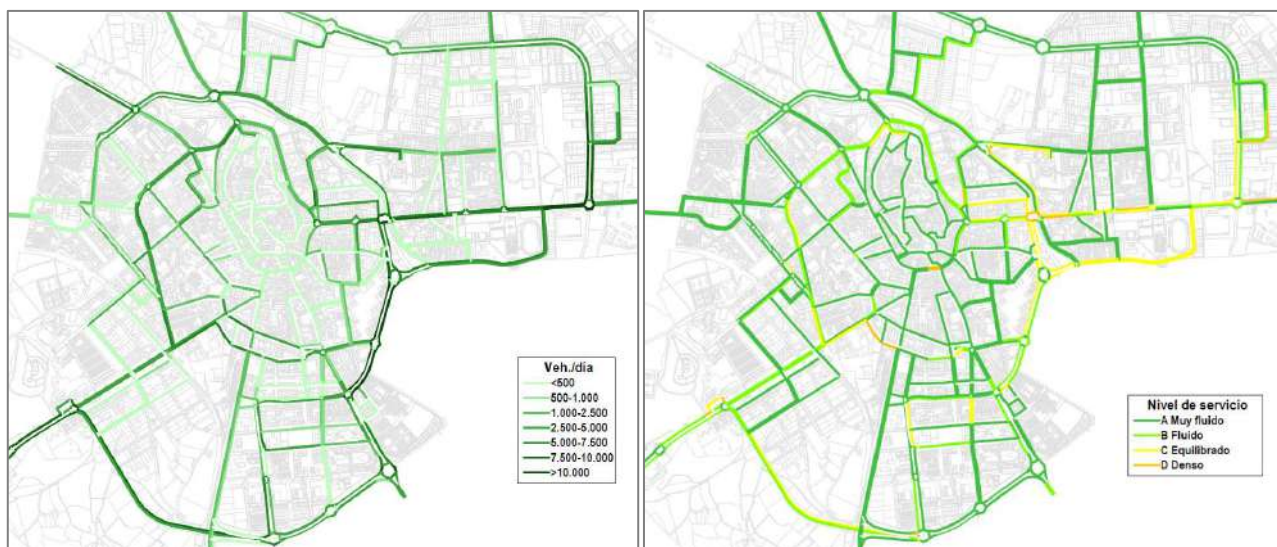 Veh./día
<500
500-1.000
1.000-2.500
2.500-5.000
5.000-7.500
7.500-10.000
>10.000
Nivel de servicio
A Muy fluido
B Fluido
C Equilibrado
D Denso